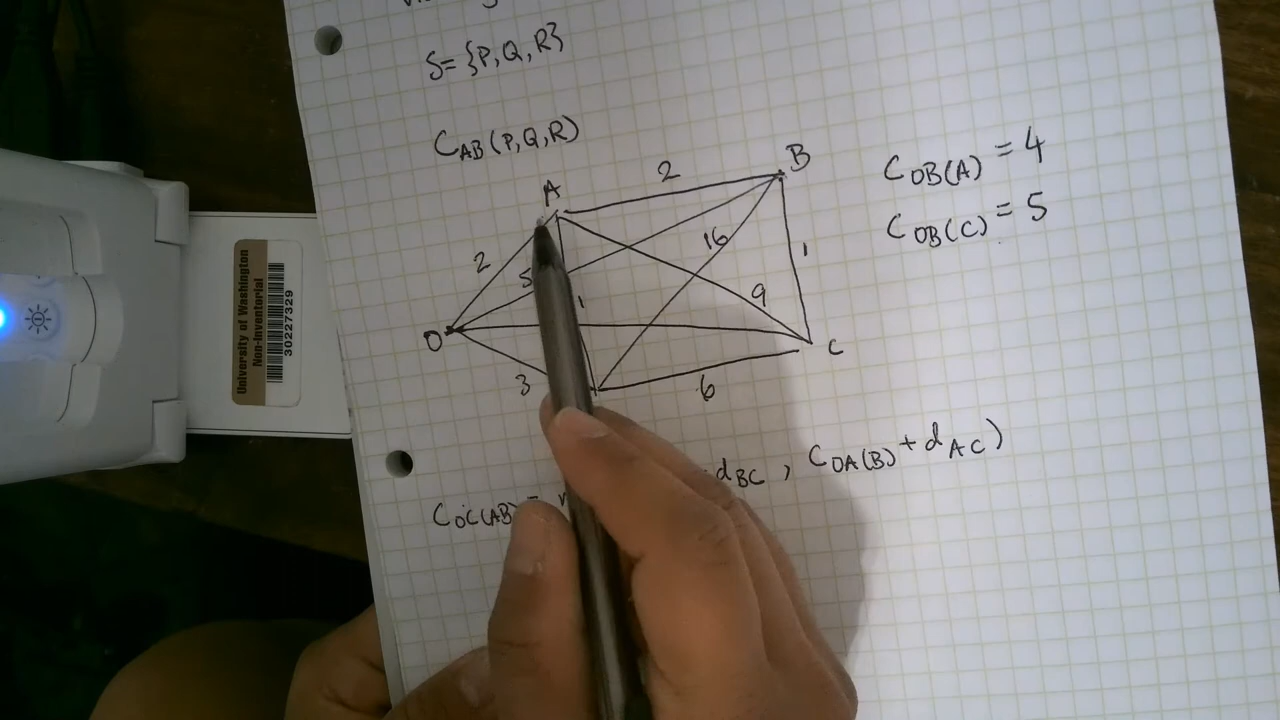 S={P,Q,R}
C_AB(P,Q,R)
A
2
B
2
5
16
1
1
9
O
C
3
6
C_OB(A) = 4
C_OB(C) = 5
C_OC(AB) = d_BC , C_OA(B) + d_AC)
University of Washington
Non-Inventorial
30227329